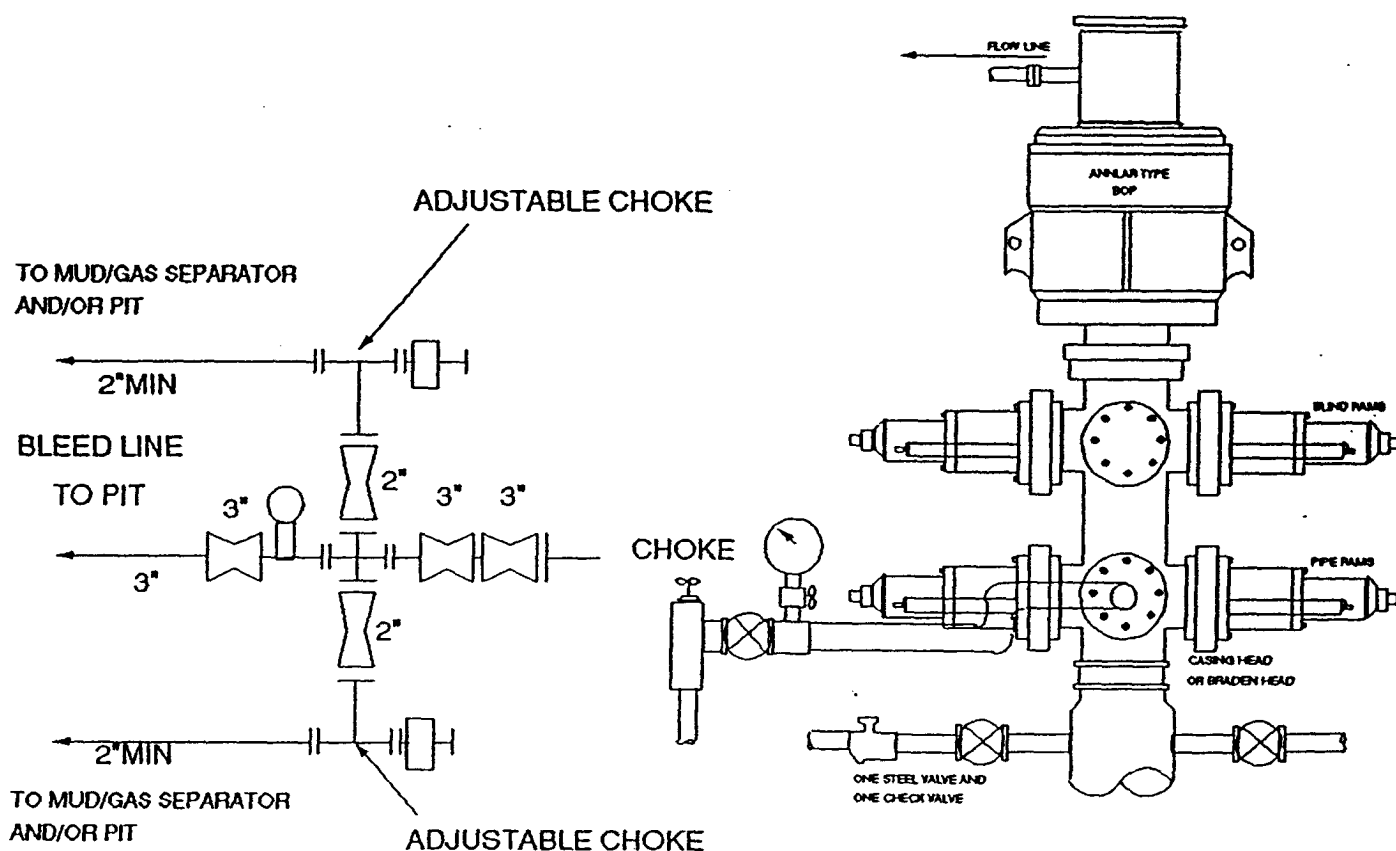 ADJUSTABLE CHOKE
TO MUD/GAS SEPARATOR
AND/OR PIT
2"MIN
BLEED LINE
TO PIT
2"
3"
3"
3"
3"
2"
2"MIN
TO MUD/GAS SEPARATOR
AND/OR PIT
ADJUSTABLE CHOKE
FLOW LINE
ANNLAR TYPE
BOP
BLIND RAMS
CHOKE
PIPE RAMS
CASING HEAD
OR BRADEN HEAD
ONE STEEL VALVE AND
ONE CHECK VALVE